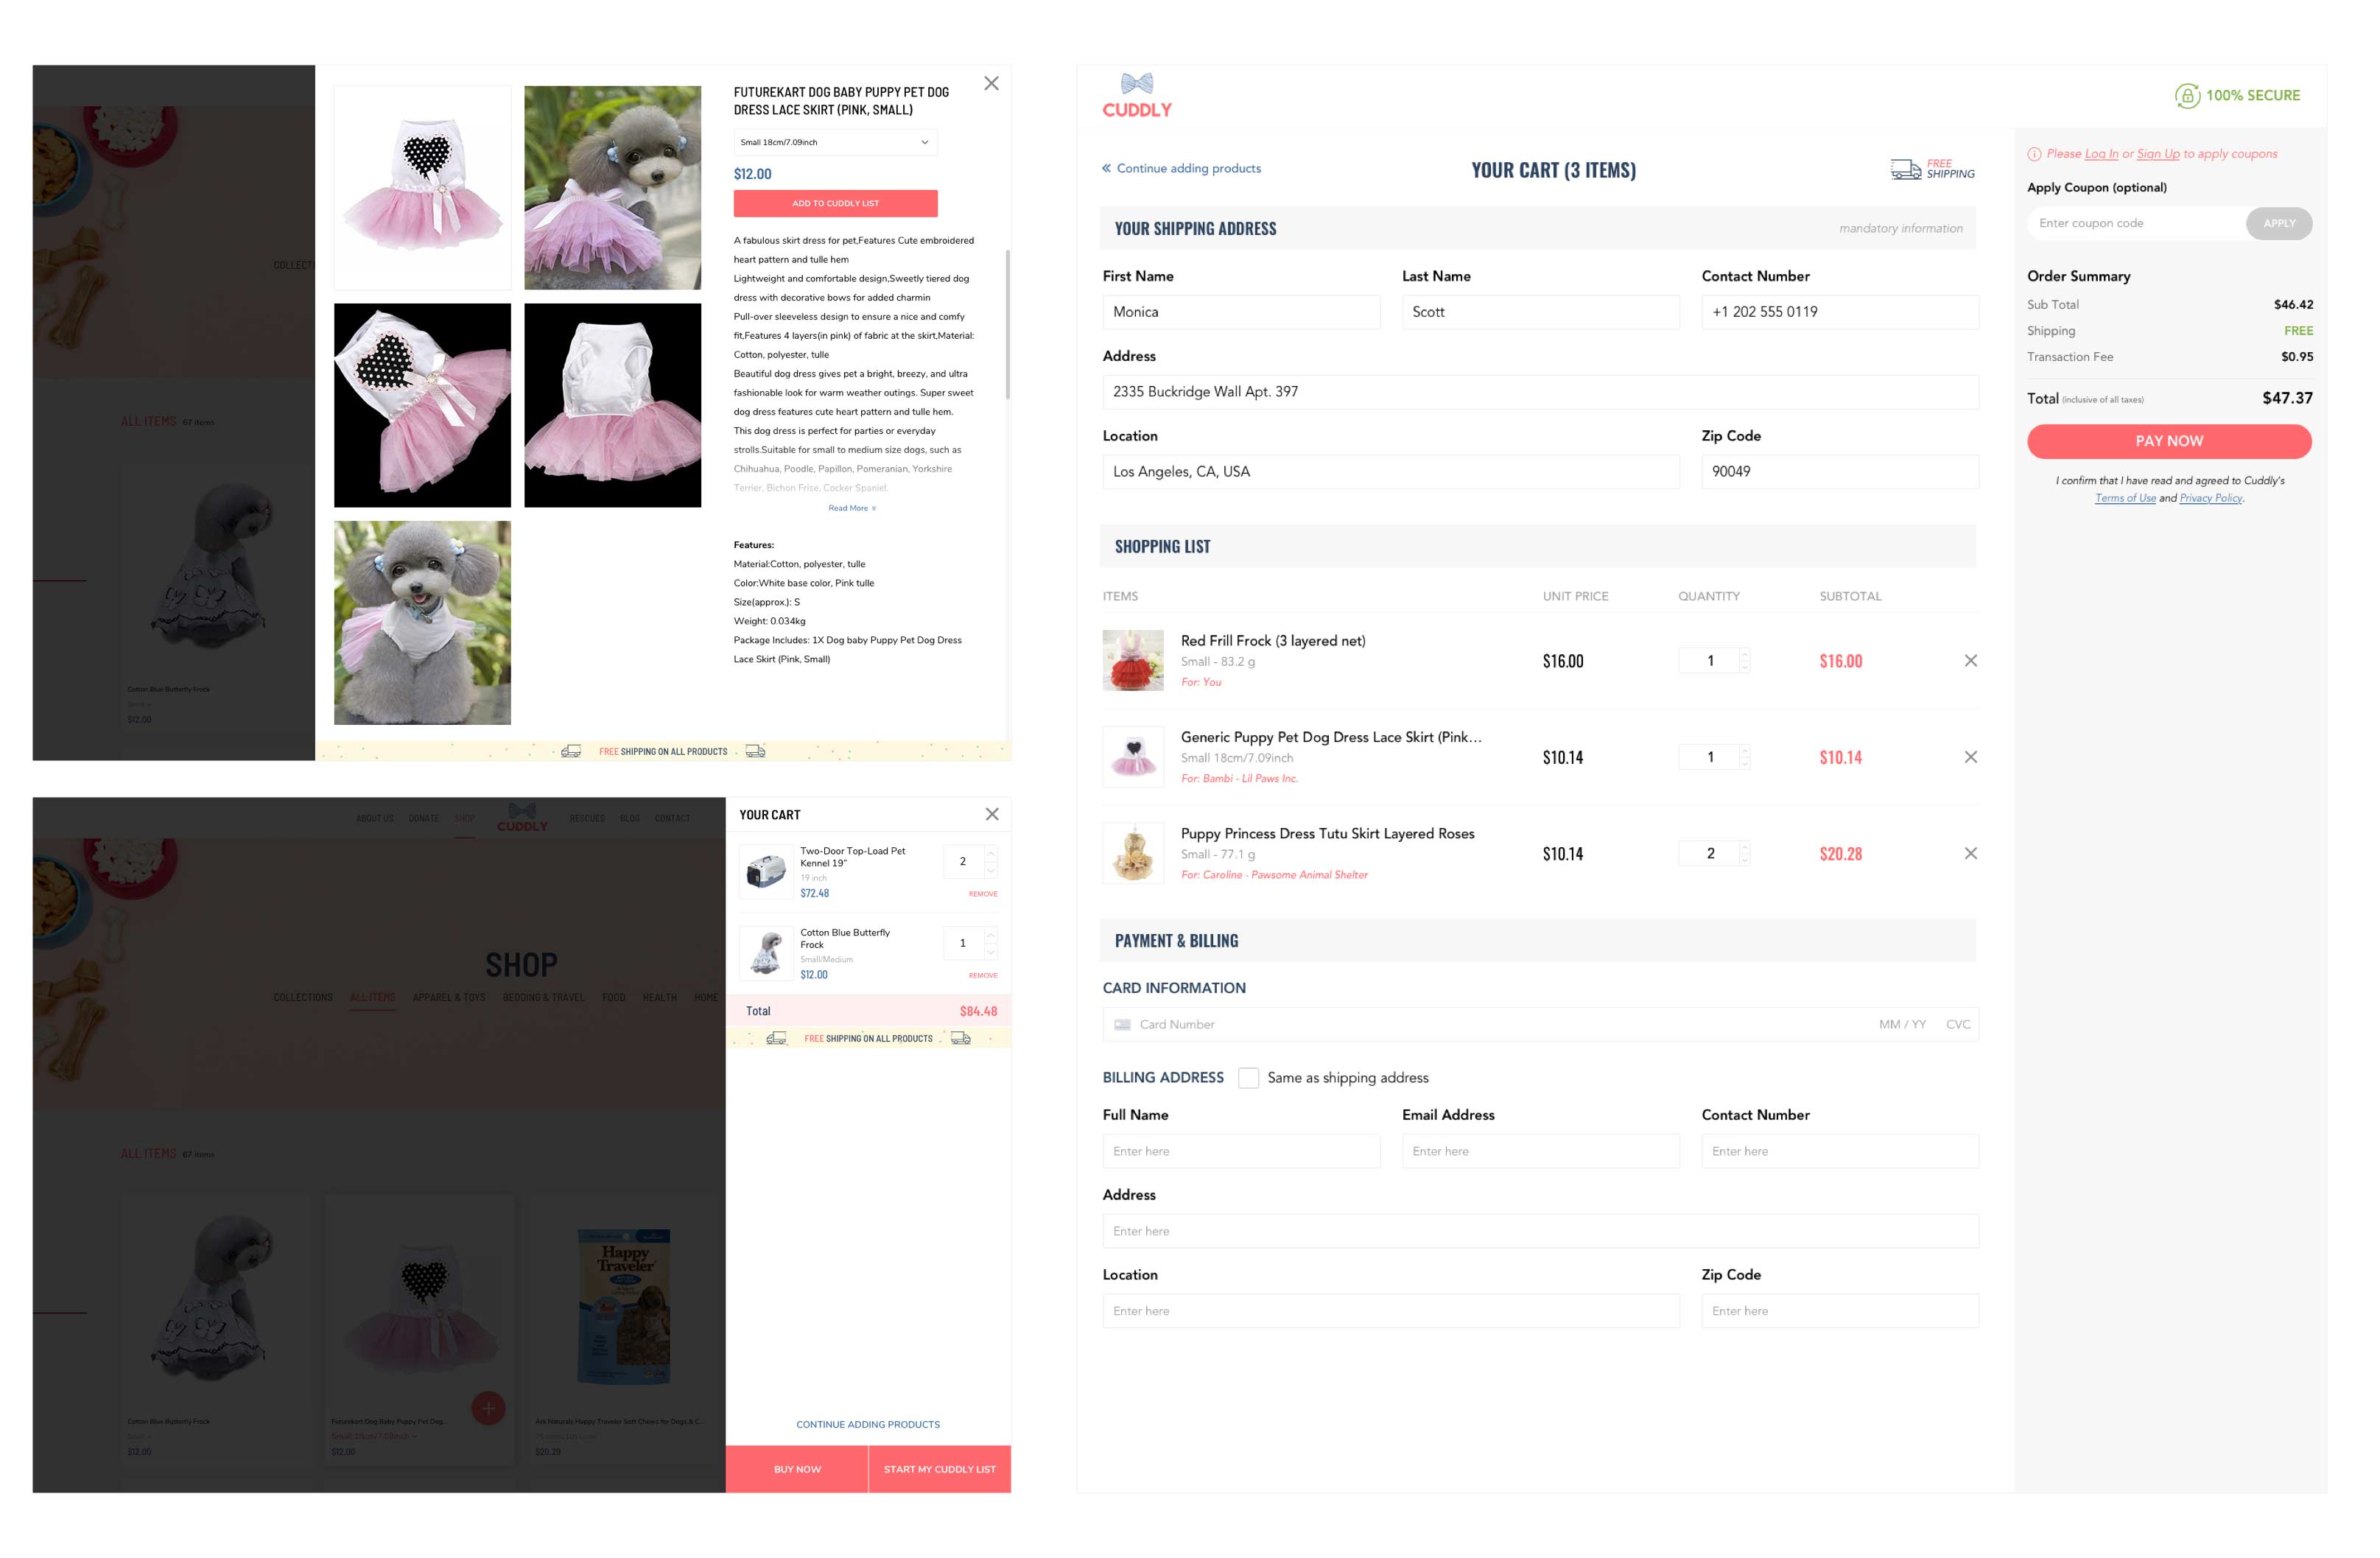 FUTUREKART DOG BABY PUPPY PET DOG
DRESS LACE SKIRT (PINK, SMALL)
Small 18cm/7.09inch
$12.00
ADD TO CUDDLY LIST
A fabulous skirt dress for pet,Features Cute embroidered
heart pattern and tulle hem
Lightweight and comfortable design,Sweetly tiered dog
dress with decorative bows for added charmin
Pull-over sleeveless design to ensure a nice and comfy
fit,Features 4 layers(in pink) of fabric at the skirt,Material:
Cotton, polyester, tulle
Beautiful dog dress gives pet a bright, breezy, and ultra
fashionable look for warm weather outings. Super sweet
dog dress features cute heart pattern and tulle hem.
This dog dress is perfect for parties or everyday
strolls.Suitable for small to medium size dogs, such as
Chihuahua, Poodle, Papillon, Pomeranian, Yorkshire
Terrier, Bichon Frise, Cocker Spaniel.
Read More
Features:
Material:Cotton, polyester, tulle
Color:White base color, Pink tulle
Size(approx.): S
Weight: 0.034kg
Package Includes: 1X Dog baby Puppy Pet Dog Dress
Lace Skirt (Pink, Small)
FREE SHIPPING ON ALL PRODUCTS
COLLECTI
ALL ITEMS 67 items
Cotton Blue Butterfly Frock
Small
$12.00
ABOUT US DONATE SHOP CUDDLY RESCUES BLOG CONTACT
SHOP
COLLECTIONS ALL ITEMS APPAREL & TOYS BEDDING & TRAVEL FOOD HEALTH HOME
ALL ITEMS 67 items
Happy
Traveler
Cotton Blue Butterfly Frock
Small
$12.00
Futurekart Dog Baby Puppy Pet Dog...
Small 18cm/7.09inch
$12.00
Ark Naturals Happy Traveler Soft Chews for Dogs & C...
$20.29
YOUR CART
Two-Door Top-Load Pet
Kennel 19"
19 inch
$72.48
2
REMOVE
Cotton Blue Butterfly
Frock
Small/Medium
$12.00
1
REMOVE
Total $84.48
FREE SHIPPING ON ALL PRODUCTS
CONTINUE ADDING PRODUCTS
BUY NOW START MY CUDDLY LIST
CUDDLY
100% SECURE
« Continue adding products
YOUR CART (3 ITEMS)
FREE
SHIPPING
YOUR SHIPPING ADDRESS mandatory information
First Name Last Name Contact Number
Monica Scott +1 202 555 0119
Address
2335 Buckridge Wall Apt. 397
Location Zip Code
Los Angeles, CA, USA 90049
SHOPPING LIST
ITEMS UNIT PRICE QUANTITY SUBTOTAL
Red Frill Frock (3 layered net)
Small - 83.2 g
For: You
$16.00 1 $16.00
Generic Puppy Pet Dog Dress Lace Skirt (Pink...
Small 18cm/7.09inch
For: Bambi - Lil Paws Inc.
$10.14 1 $10.14
Puppy Princess Dress Tutu Skirt Layered Roses
Small - 77.1 g
For: Caroline - Pawsome Animal Shelter
$10.14 2 $20.28
PAYMENT & BILLING
CARD INFORMATION
Card Number MM / YY CVC
BILLING ADDRESS Same as shipping address
Full Name Email Address Contact Number
Enter here Enter here Enter here
Address
Enter here
Location Zip Code
Enter here Enter here
Please Log In or Sign Up to apply coupons
Apply Coupon (optional)
Enter coupon code APPLY
Order Summary
Sub Total $46.42
Shipping FREE
Transaction Fee $0.95
Total (inclusive of all taxes) $47.37
PAY NOW
I confirm that I have read and agreed to Cuddly's
Terms of Use and Privacy Policy.